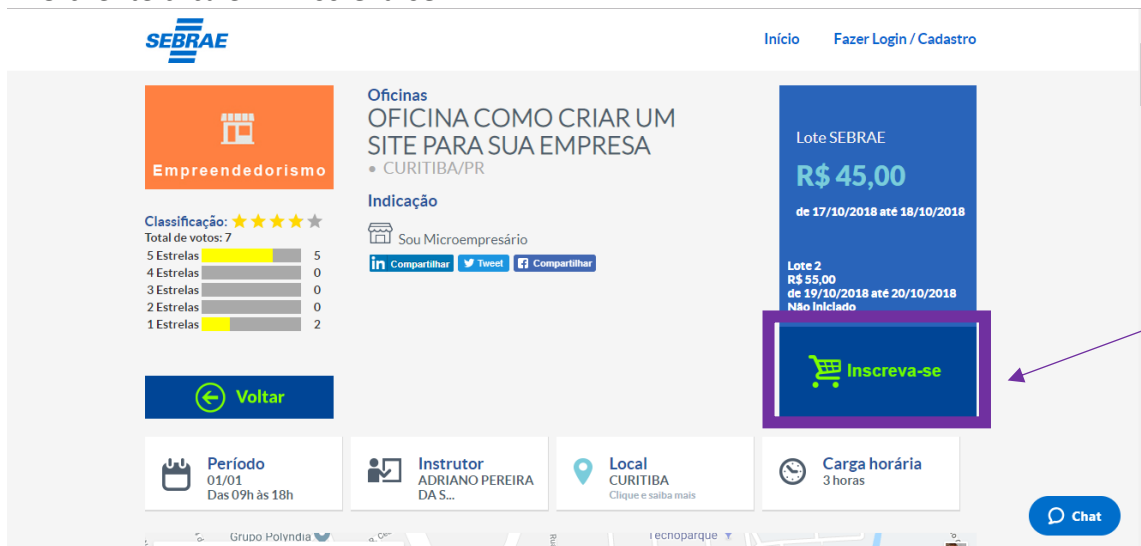 SEBRAE
Início
Fazer Login / Cadastro
Empreendedorismo
Classificação:
Total de votos: 7
5 Estrelas 5
4 Estrelas 0
3 Estrelas 0
2 Estrelas 0
1 Estrelas 2
Voltar
Oficinas
OFICINA COMO CRIAR UM
SITE PARA SUA EMPRESA
• CURITIBA/PR
Indicação
Sou Microempresário
in Compartilhar
Tweet
Compartilhar
Lote SEBRAE
R$ 45,00
de 17/10/2018 até 18/10/2018
Lote 2
R$ 55,00
de 19/10/2018 até 20/10/2018
Não iniciado
Inscreva-se
Período
01/01
Das 09h às 18h
Instrutor
ADRIANO PEREIRA
DA S...
Local
CURITIBA
Clique e saiba mais
Carga horária
3 horas
Chat
Grupo Polyndia
Tecnoparque